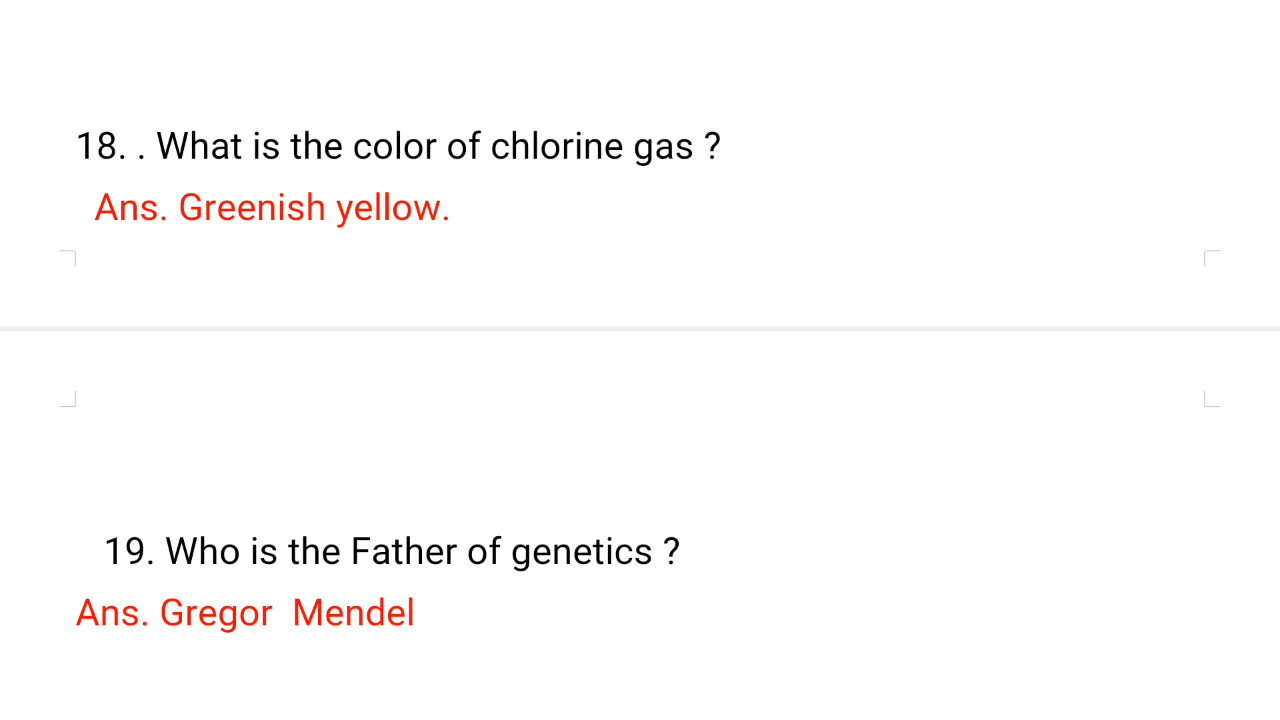 18. . What is the color of chlorine gas ?
Ans. Greenish yellow.
19. Who is the Father of genetics ?
Ans. Gregor  Mendel